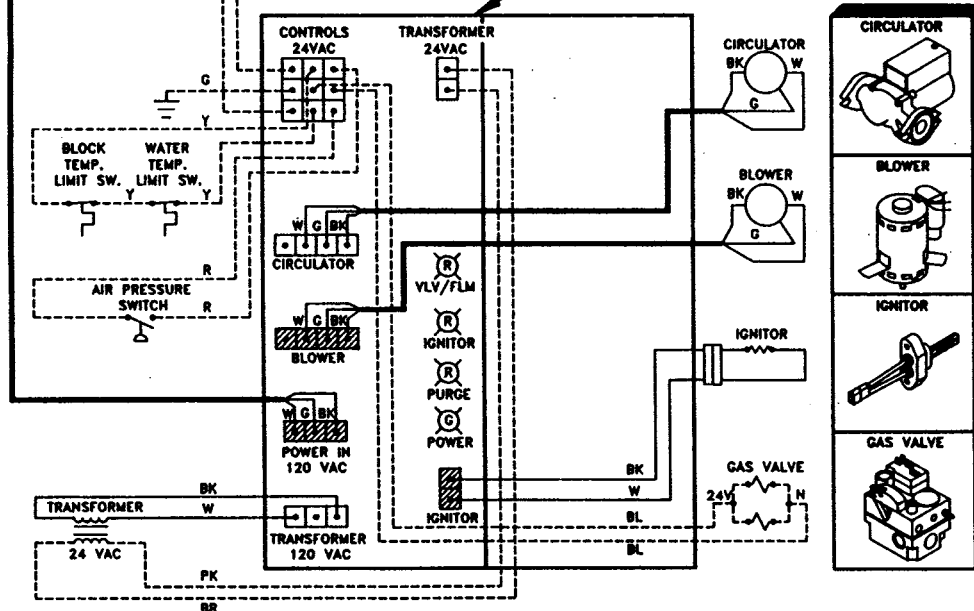 CONTROLS
24VAC
TRANSFORMER
24VAC
CIRCULATOR
BK
W
G
G
Y
BLOCK
TEMP.
LIMIT SW.
WATER
TEMP.
LIMIT SW.
Y
Y
BLOWER
BK
W
G
W
G
BK
CIRCULATOR
R
VLV/FLM
R
AIR PRESSURE
SWITCH
R
W
G
BK
BLOWER
R
IGNITOR
IGNITOR
R
PURGE
W
G
BK
G
POWER
POWER IN
120 VAC
BK
W
IGNITOR
GAS VALVE
24V
N
BL
BL
BK
TRANSFORMER
W
24 VAC
TRANSFORMER
120 VAC
PK
BR
CIRCULATOR
BLOWER
IGNITOR
GAS VALVE